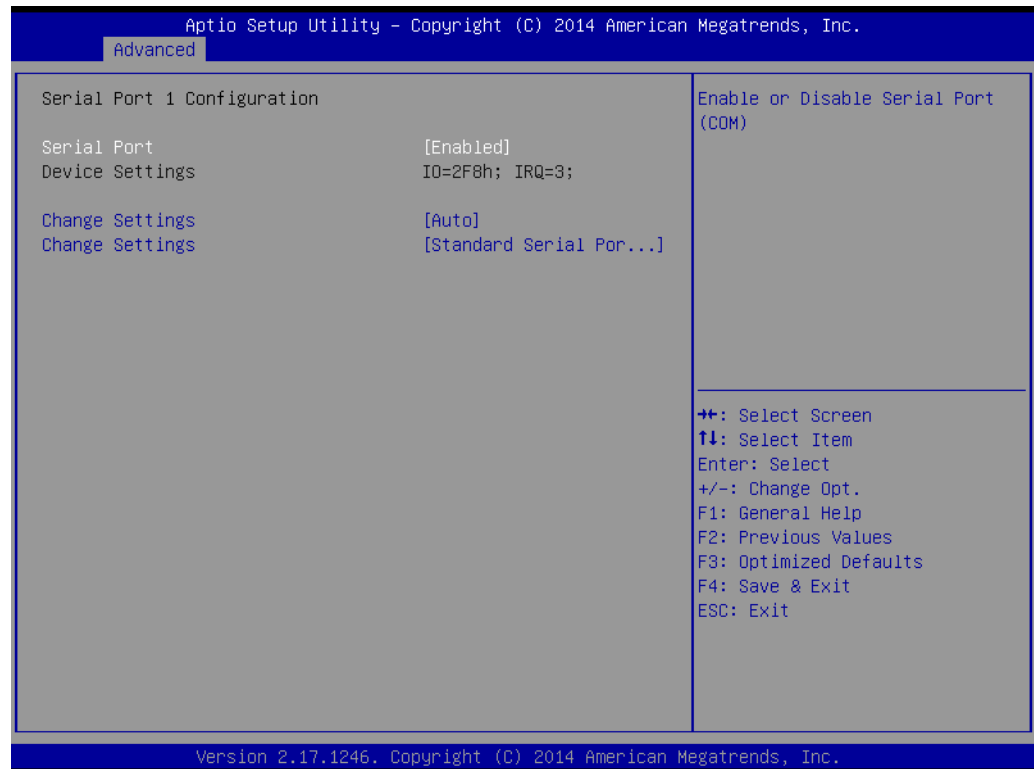 Aptio Setup Utility – Copyright (C) 2014 American Megatrends, Inc.
Advanced
Serial Port 1 Configuration
Serial Port [Enabled]
Device Settings IO=2F8h; IRQ=3;
Change Settings [Auto]
Change Settings [Standard Serial Por...]
Enable or Disable Serial Port
(COM)
→←: Select Screen
↑↓: Select Item
Enter: Select
+/-: Change Opt.
F1: General Help
F2: Previous Values
F3: Optimized Defaults
F4: Save & Exit
ESC: Exit
Version 2.17.1246. Copyright (C) 2014 American Megatrends, Inc.